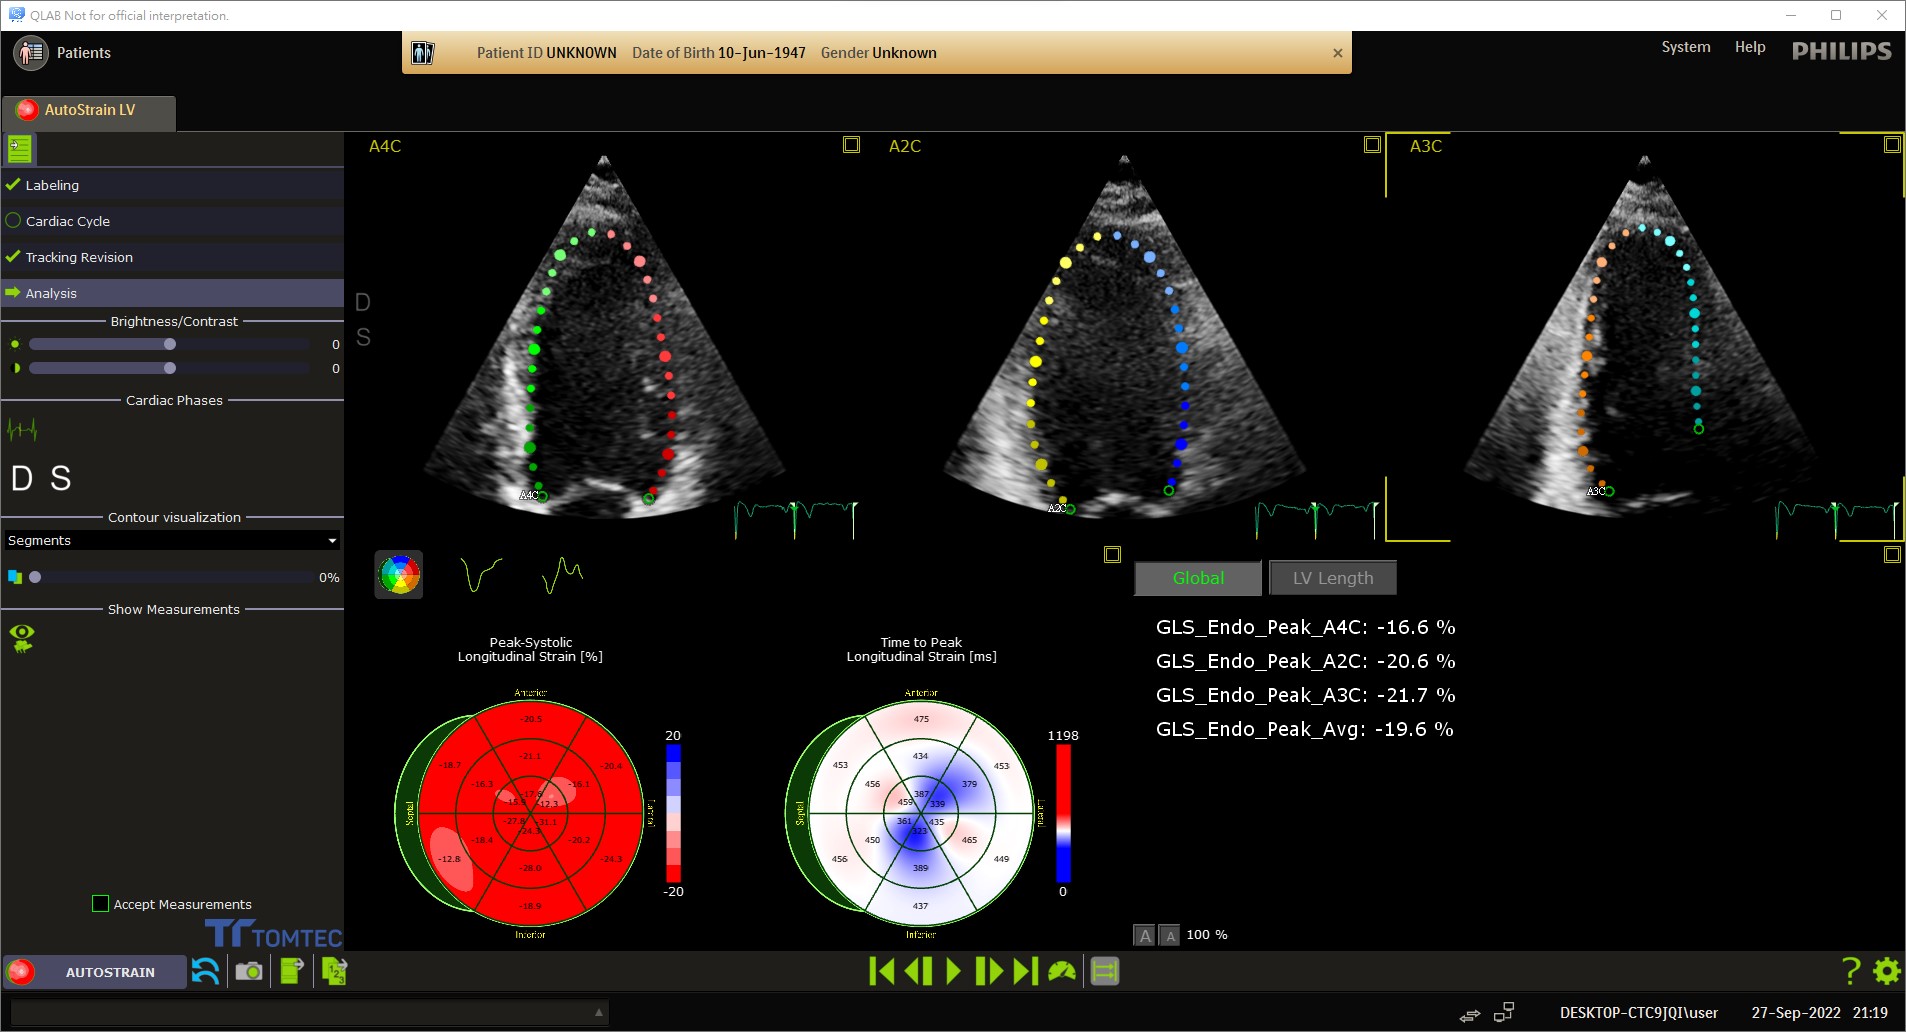 QLAB Not for official interpretation.
Patients
Patient ID UNKNOWN Date of Birth 10-Jun-1947 Gender Unknown
System Help PHILIPS
AutoStrain LV
Labeling
Cardiac Cycle
Tracking Revision
Analysis
Brightness/Contrast
0
0
Cardiac Phases
D S
Contour visualization
Segments
0%
Show Measurements
Accept Measurements
TOMTEC
A4C
D
S
A4C
A2C
A2C
A3C
A3C
Peak-Systolic
Longitudinal Strain [%]
Anterior
-20.5
-21.1
-18.7
-20.4
-16.3
-16.1
-17.6
-15.9
-12.3
Septal
Lateral
-27.8
-31.1
-24.3
-18.4
-20.2
-12.8
-24.3
-28.0
-18.9
Inferior
20
-20
Time to Peak
Longitudinal Strain [ms]
Anterior
475
434
453
453
456
379
387
459
339
Septal
Lateral
361
435
323
450
465
456
449
389
437
Inferior
1198
0
Global
LV Length
GLS_Endo_Peak_A4C: -16.6 %
GLS_Endo_Peak_A2C: -20.6 %
GLS_Endo_Peak_A3C: -21.7 %
GLS_Endo_Peak_Avg: -19.6 %
A A 100 %
AUTOSTRAIN
1 2 3
?
DESKTOP-CTC9JQI\user 27-Sep-2022 21:19